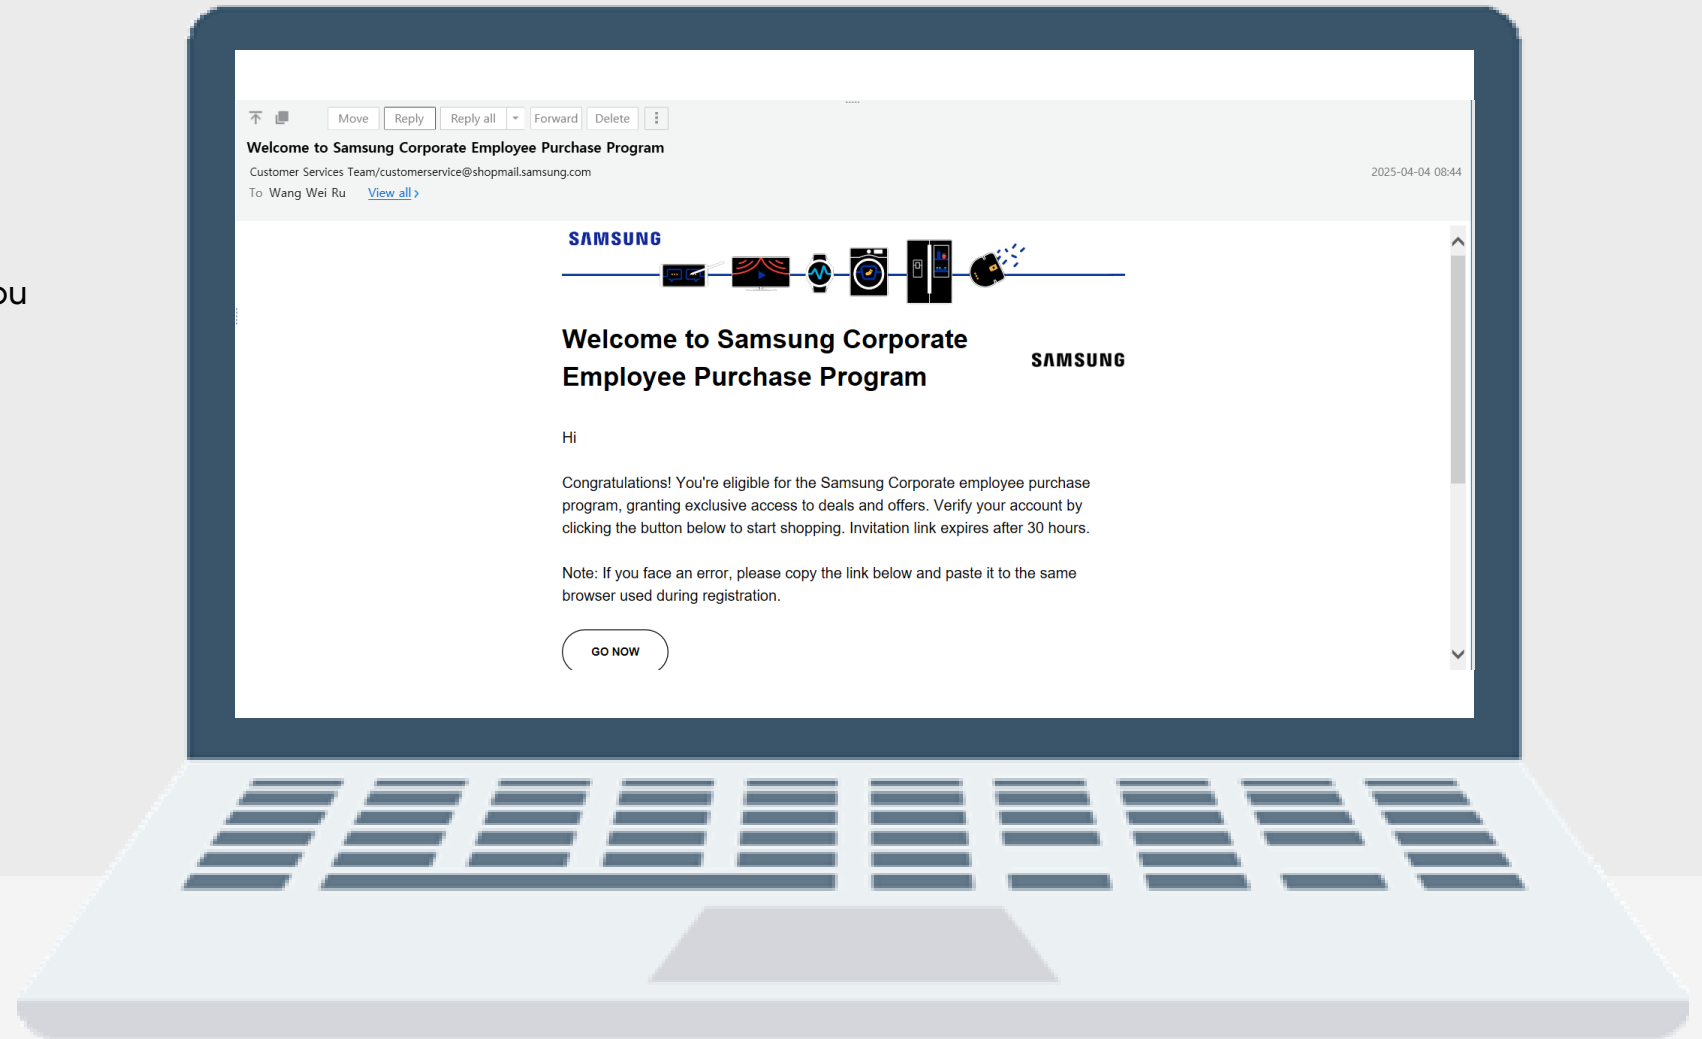 ou
Move Reply Reply all Forward Delete
Welcome to Samsung Corporate Employee Purchase Program
Customer Services Team/customerservice@shopmail.samsung.com 2025-04-04 08:44
To Wang Wei Ru View all >
SAMSUNG
Welcome to Samsung Corporate
Employee Purchase Program
SAMSUNG
Hi
Congratulations! You're eligible for the Samsung Corporate employee purchase
program, granting exclusive access to deals and offers. Verify your account by
clicking the button below to start shopping. Invitation link expires after 30 hours.
Note: If you face an error, please copy the link below and paste it to the same
browser used during registration.
GO NOW